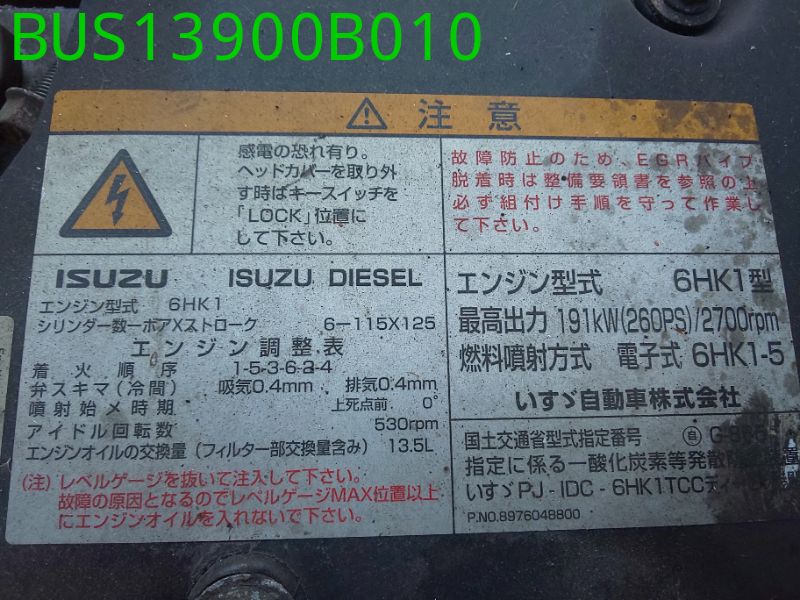 BUS13900B010
注意
感電の恐れ有り。
ヘッドカバーを取り外
す時はキースイッチを
「LOCK」位置に
して下さい。
故障防止のため、EGRパイプ
脱着時は整備要領書を参照の上
必ず組付け手順を守って作業し
て下さい。
ISUZU ISUZU DIESEL
エンジン型式 6HK1
シリンダー数ーボアXストローク 6-115X125
エンジン調整表
着火順序 1-5-3-6-2-4
弁スキマ(冷間) 吸気0.4mm 排気0.4mm
噴射始メ時期 上死点前 0°
アイドル回転数 530rpm
エンジンオイルの交換量(フィルター部交換量含み) 13.5L
(注)レベルゲージを抜いて注入して下さい。
故障の原因となるのでレベルゲージMAX位置以上
にエンジンオイルを入れないで下さい。
エンジン型式 6HK1型
最高出力 191kW(260PS)/2700rpm
燃料噴射方式 電子式 6HK1-5
いすゞ自動車株式会社
国土交通省型式指定番号 自
指定に係る一酸化炭素等発散
いすゞPJ-IDC-6HK1TCC
P.NO.8976048800